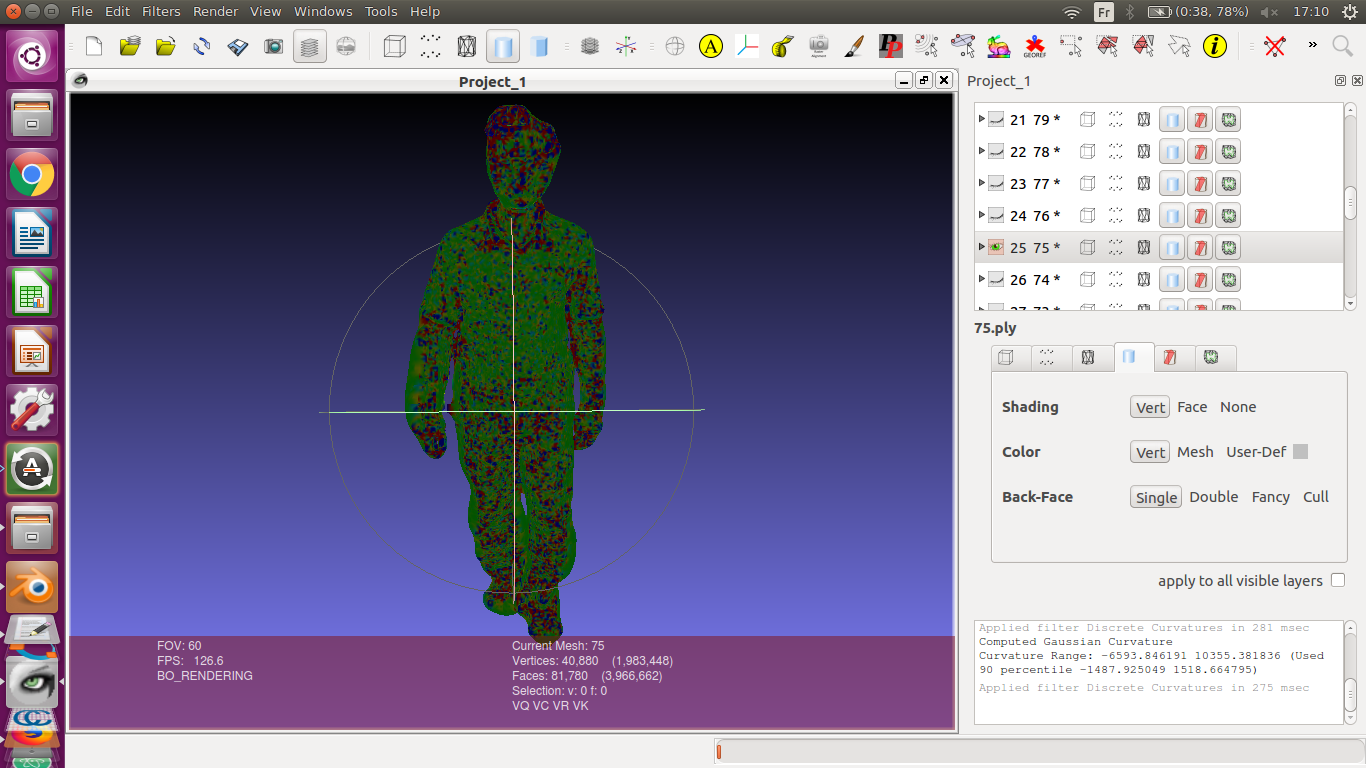 File Edit Filters Render View Windows Tools Help
Fr (0:38, 78%) 17:10
A PP GEOREF i »
Project_1
Project_1
21 79 *
22 78 *
23 77 *
24 76 *
25 75 *
26 74 *
75.ply
Shading Vert Face None
Color Vert Mesh User-Def
Back-Face Single Double Fancy Cull
apply to all visible layers
Applied filter Discrete Curvatures in 281 msec
Computed Gaussian Curvature
Curvature Range: -6593.846191 10355.381836 (Used
90 percentile -1487.925049 1518.664795)
Applied filter Discrete Curvatures in 275 msec
FOV: 60
FPS: 126.6
BO_RENDERING
Current Mesh: 75
Vertices: 40,880 (1,983,448)
Faces: 81,780 (3,966,662)
Selection: v: 0 f: 0
VQ VC VR VK